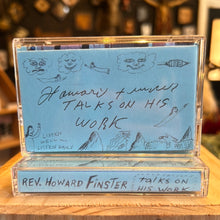 Howard Finster
TALKS ON HIS
WORK
REV. HOWARD FINSTER
TALKS ON
HIS WORK